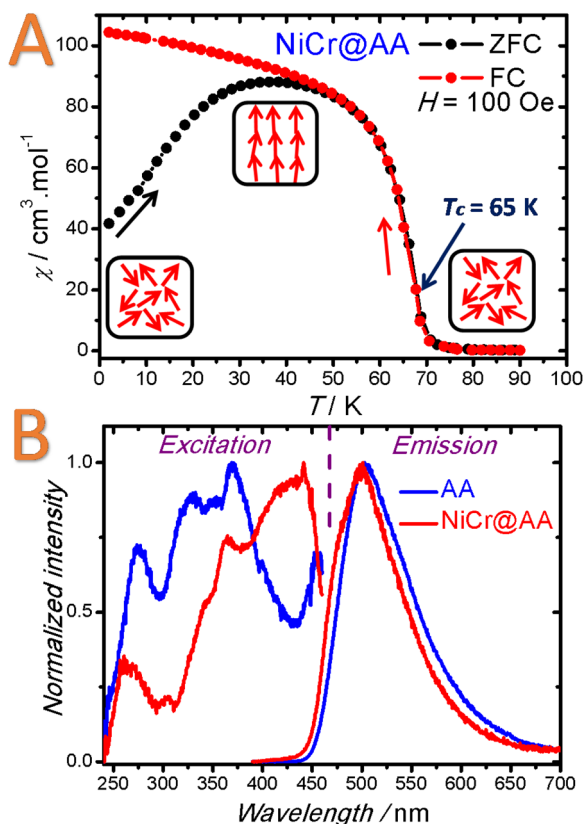 A
NiCr@AA
ZFC
FC
H = 100 Oe
Tc = 65 K
χ / cm³.mol⁻¹
100
80
60
40
20
0
0 10 20 30 40 50 60 70 80 90 100
T / K
B
Excitation
Emission
AA
NiCr@AA
Normalized intensity
1.0
0.5
0.0
250 300 350 400 450 500 550 600 650 700
Wavelength / nm